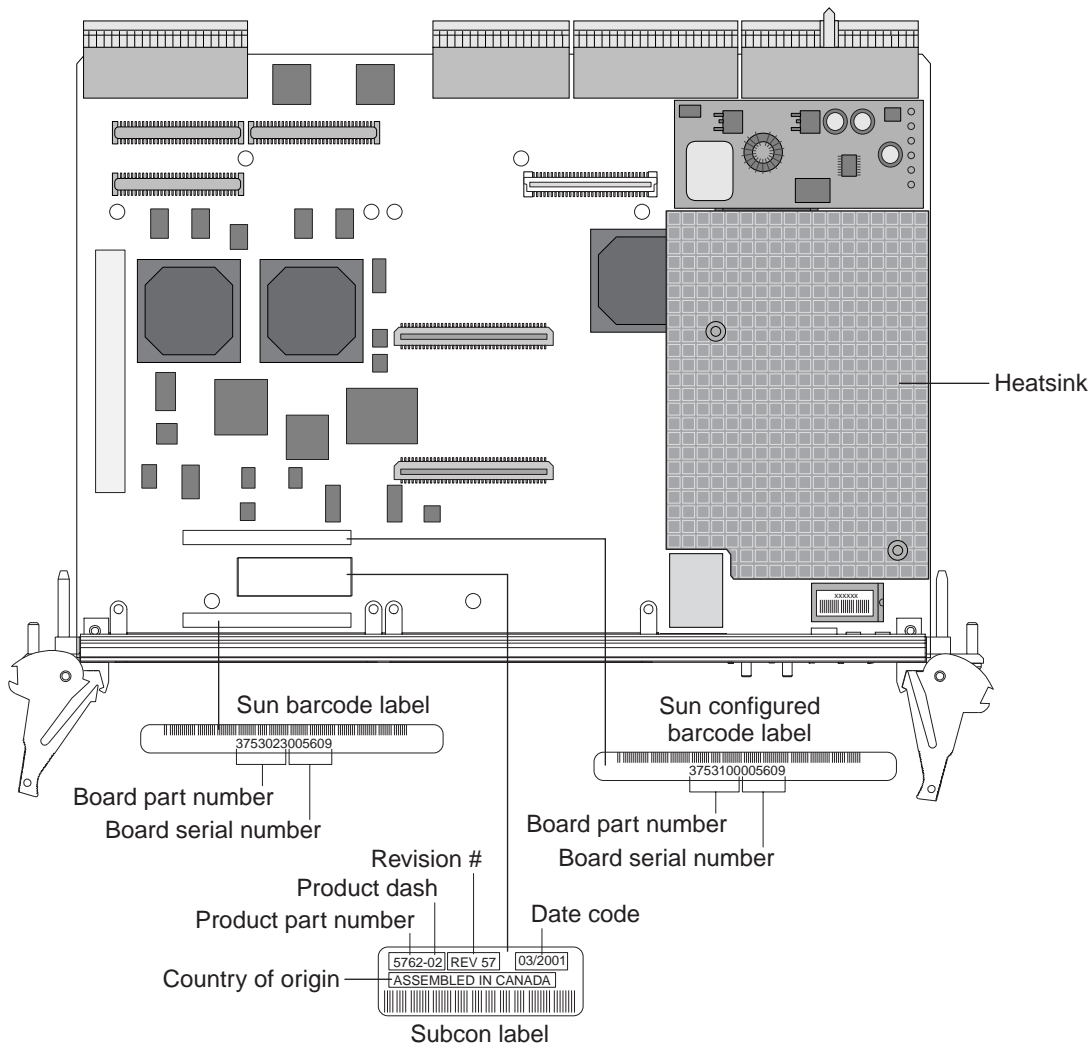 Heatsink
xxxxxx
Sun barcode label
3753023005609
Board part number
Board serial number
Sun configured
barcode label
3753100005609
Board part number
Board serial number
Revision #
Product dash
Product part number
Date code
5762-02 REV 57 03/2001
Country of origin
ASSEMBLED IN CANADA
Subcon label